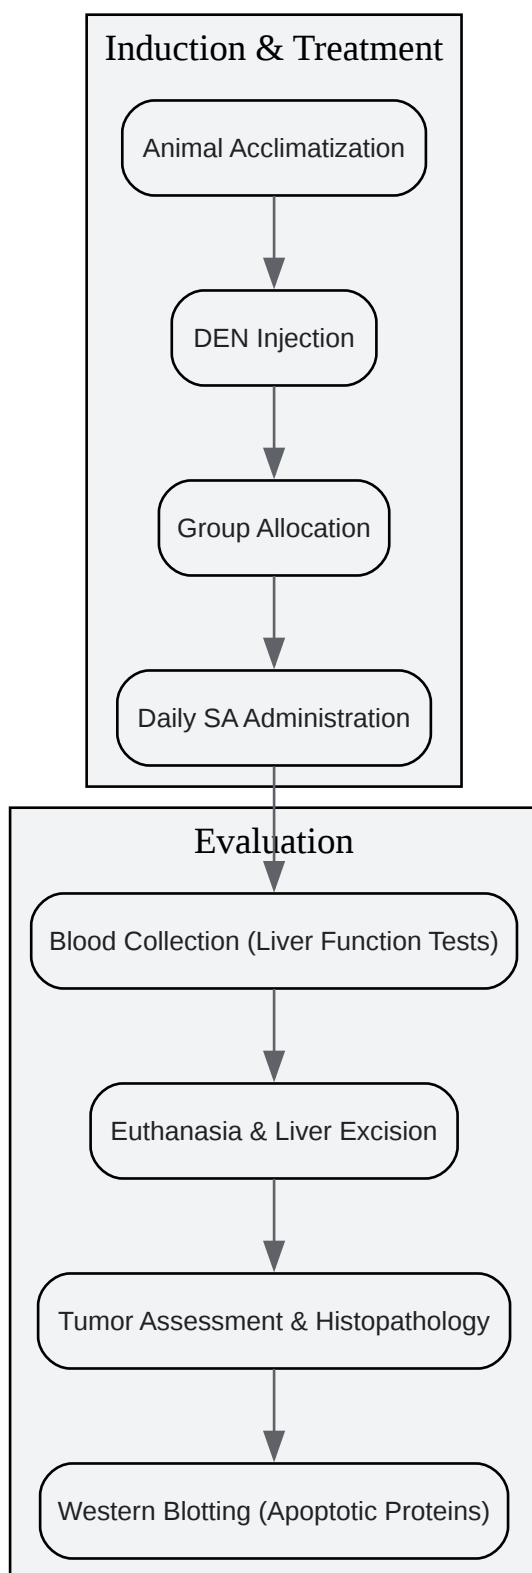 Induction & Treatment
Animal Acclimatization
DEN Injection
Group Allocation
Daily SA Administration
Evaluation
Blood Collection (Liver Function Tests)
Euthanasia & Liver Excision
Tumor Assessment & Histopathology
Western Blotting (Apoptotic Proteins)